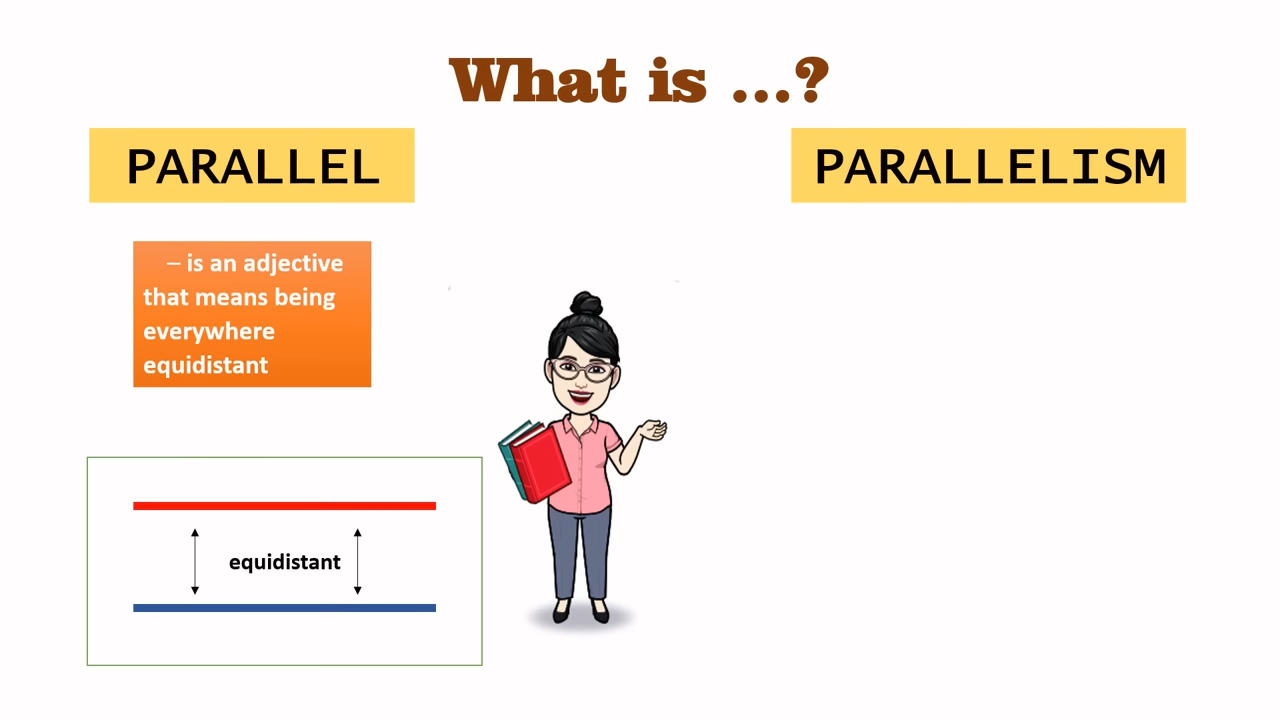 What is ...?
PARALLEL
PARALLELISM
– is an adjective
that means being
everywhere
equidistant
equidistant